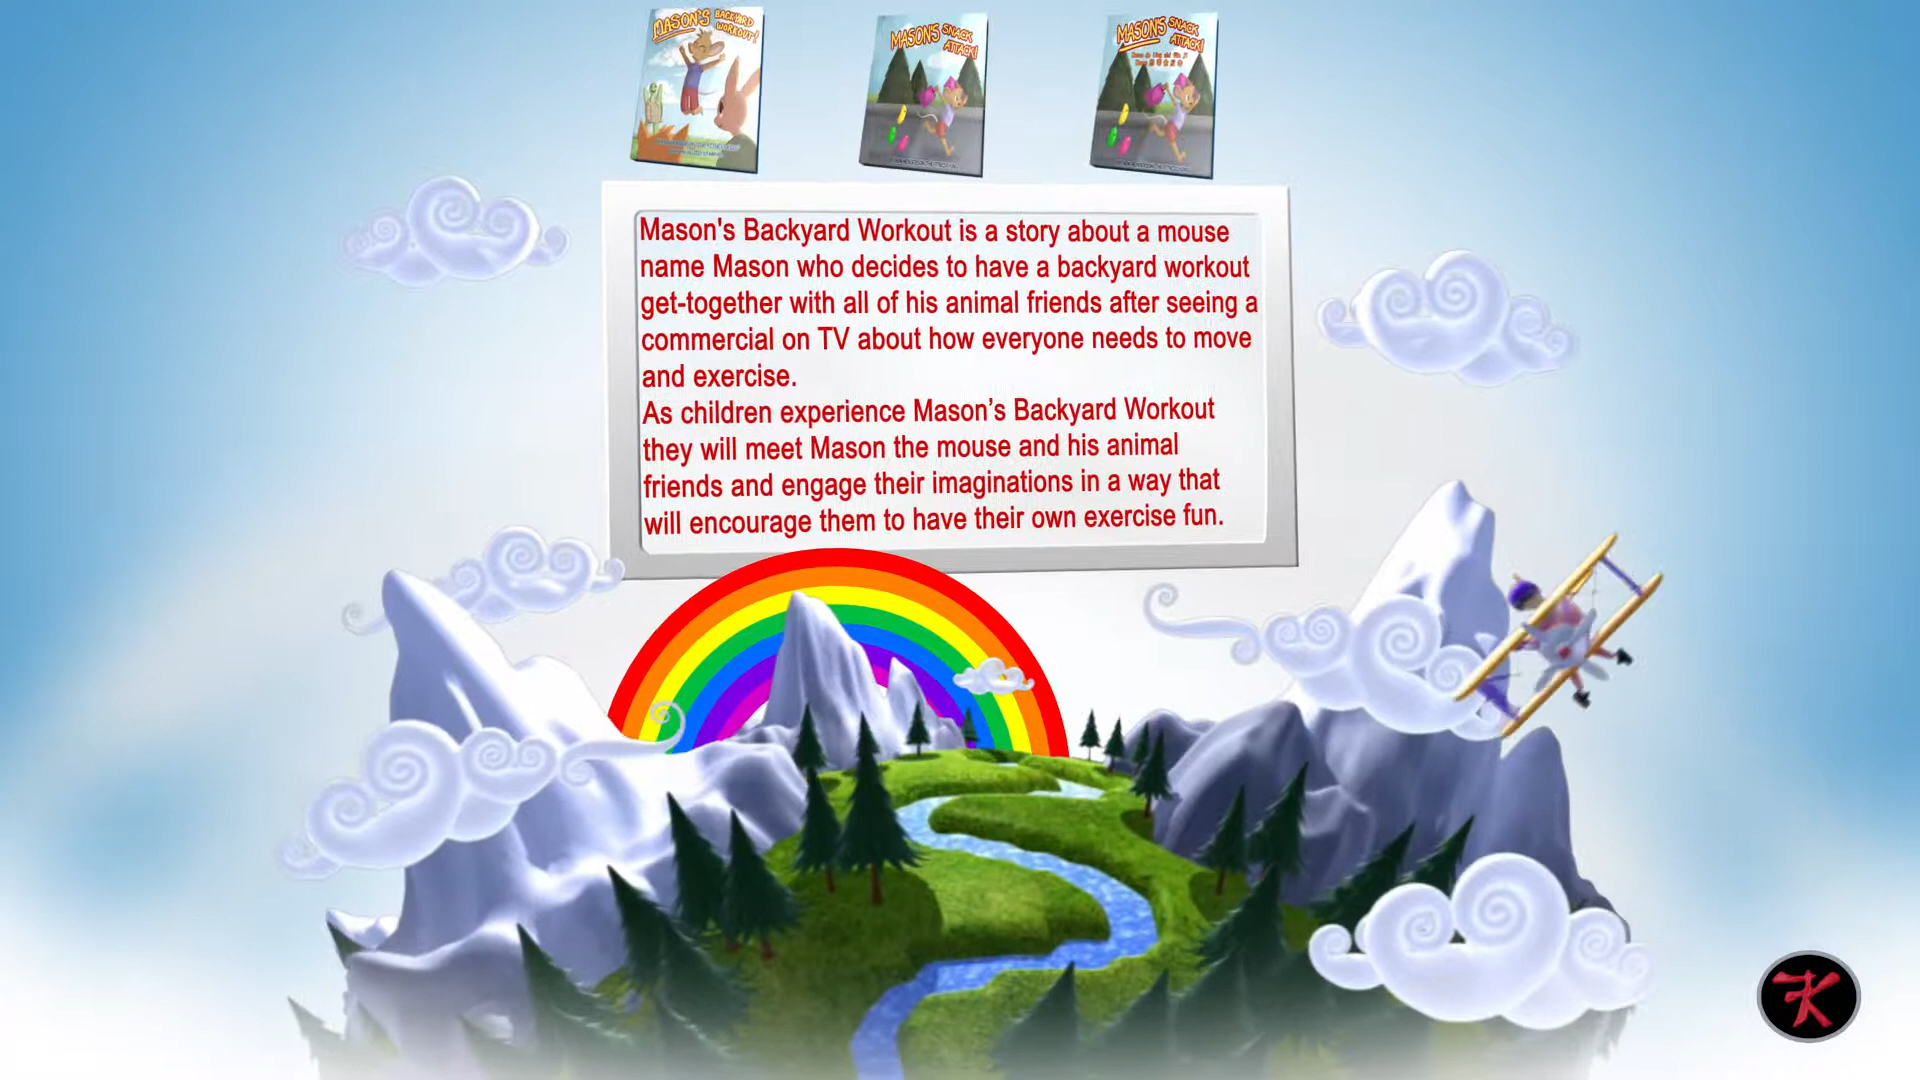 MASON'S BACKYARD
WORKOUT!
MASON'S SNACK
ATTACK!
MASON'S SNACK
ATTACK!
Mason's Backyard Workout is a story about a mouse
name Mason who decides to have a backyard workout
get-together with all of his animal friends after seeing a
commercial on TV about how everyone needs to move
and exercise.
As children experience Mason’s Backyard Workout
they will meet Mason the mouse and his animal
friends and engage their imaginations in a way that
will encourage them to have their own exercise fun.
K